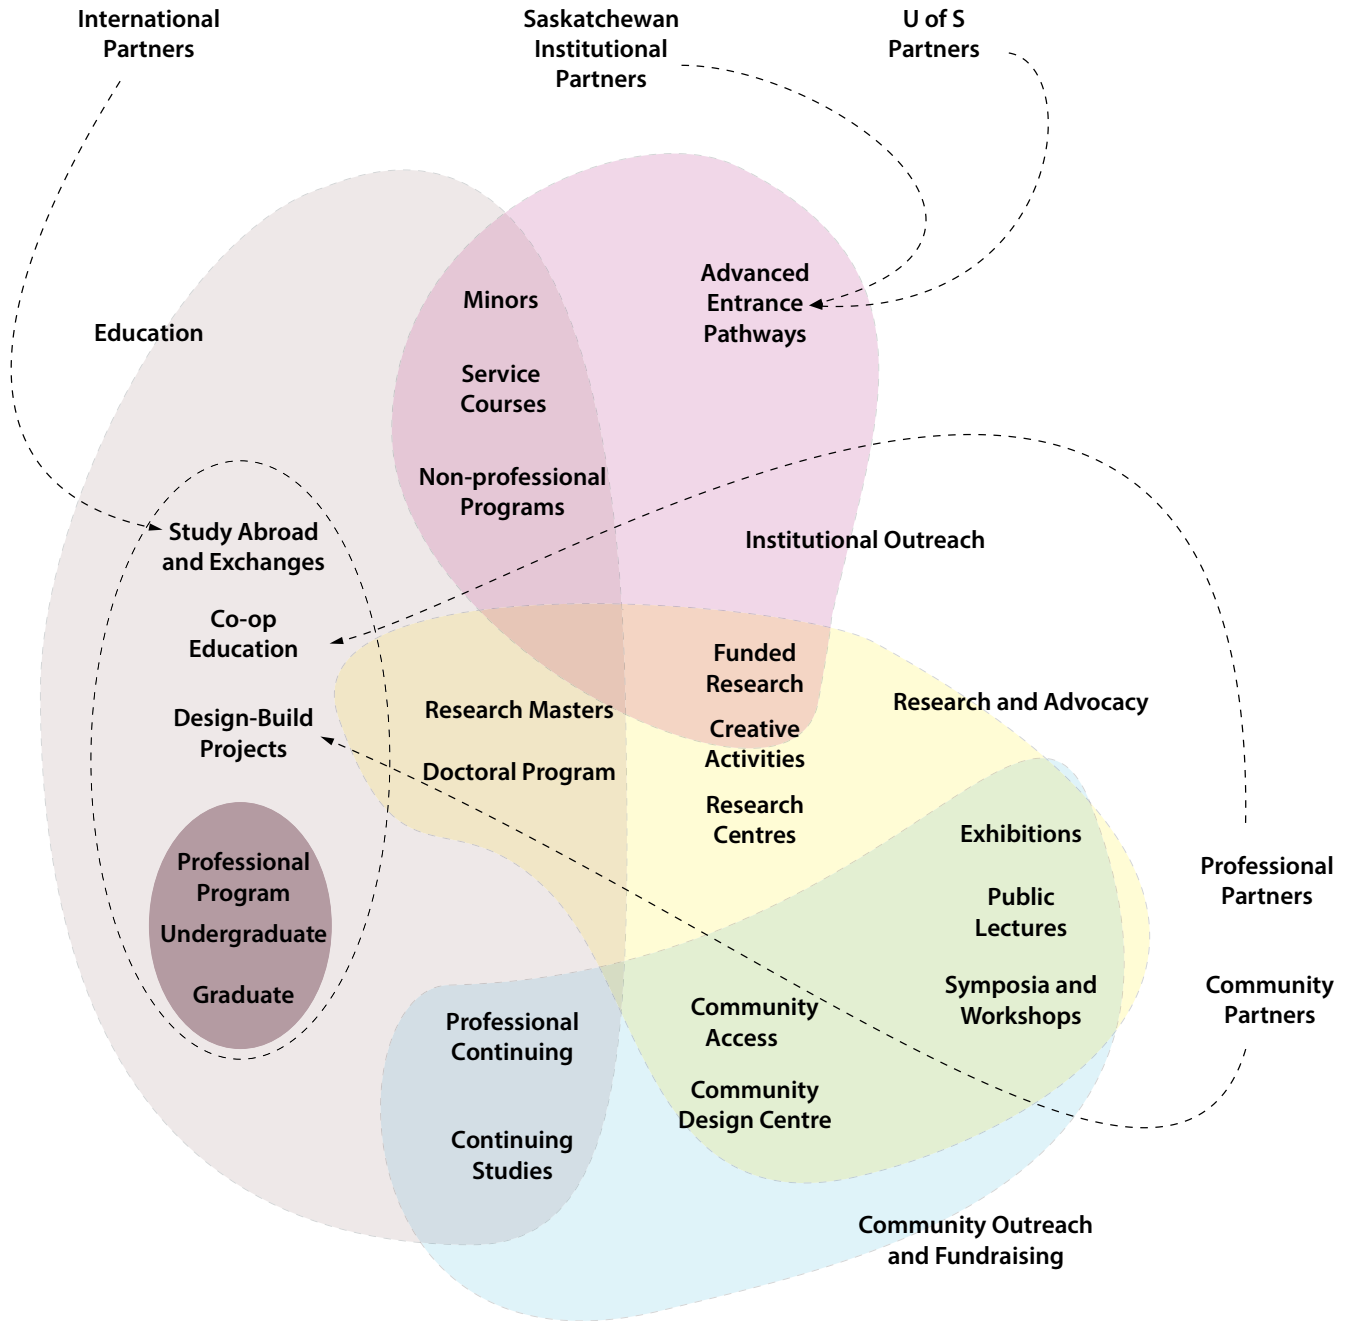 International
Partners
Saskatchewan
Institutional
Partners
U of S
Partners
Education
Minors
Service
Courses
Non-professional
Programs
Advanced
Entrance
Pathways
Institutional Outreach
Study Abroad
and Exchanges
Co-op
Education
Design-Build
Projects
Professional
Program
Undergraduate
Graduate
Research Masters
Doctoral Program
Funded
Research
Creative
Activities
Research
Centres
Research and Advocacy
Exhibitions
Public
Lectures
Symposia and
Workshops
Professional
Partners
Community
Partners
Professional
Continuing
Continuing
Studies
Community
Access
Community
Design Centre
Community Outreach
and Fundraising